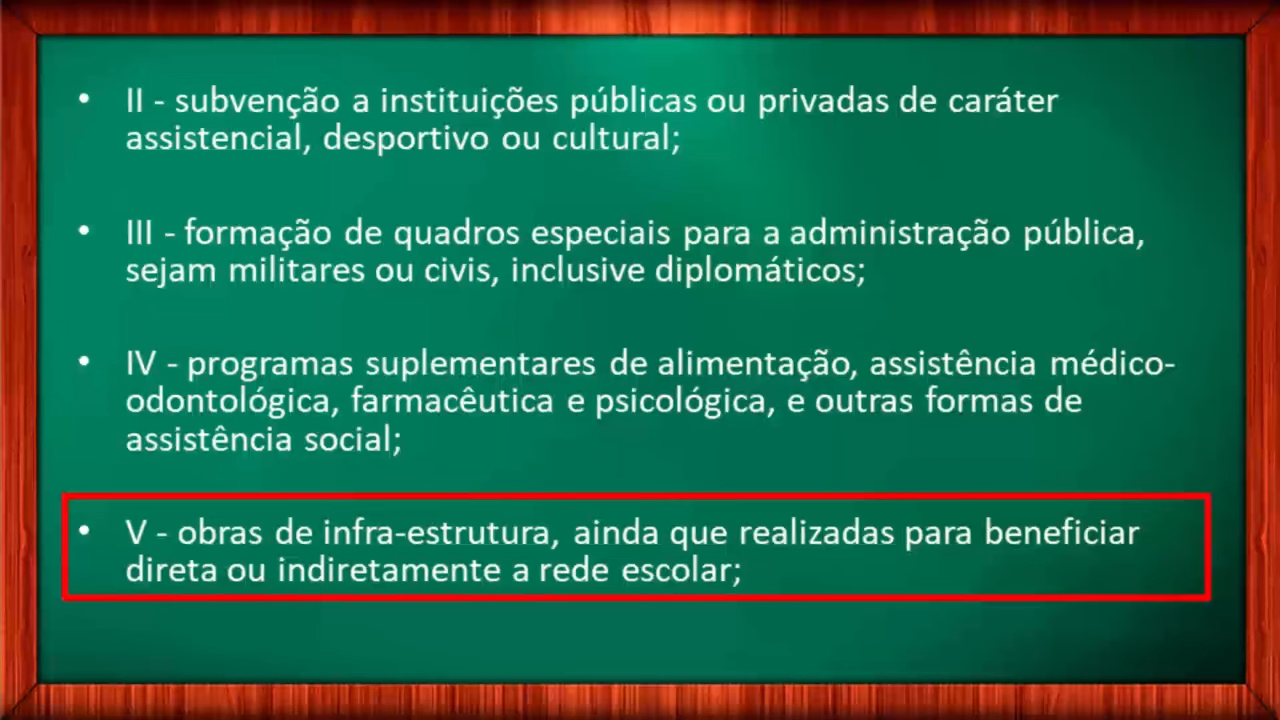 • II - subvenção a instituições públicas ou privadas de caráter
assistencial, desportivo ou cultural;
• III - formação de quadros especiais para a administração pública,
sejam militares ou civis, inclusive diplomáticos;
• IV - programas suplementares de alimentação, assistência médico-
odontológica, farmacêutica e psicológica, e outras formas de
assistência social;
• V - obras de infra-estrutura, ainda que realizadas para beneficiar
direta ou indiretamente a rede escolar;